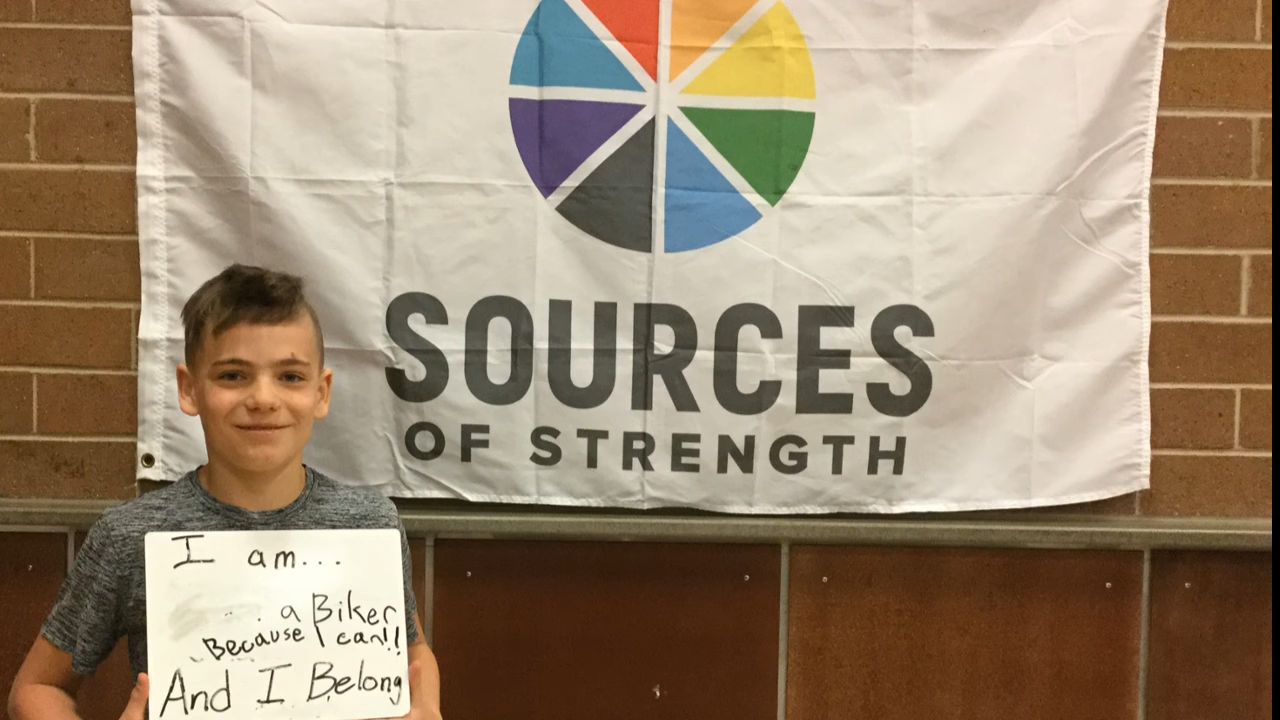 SOURCES
OF STRENGTH
I am...
a Biker
Because I can!!
And I Belong